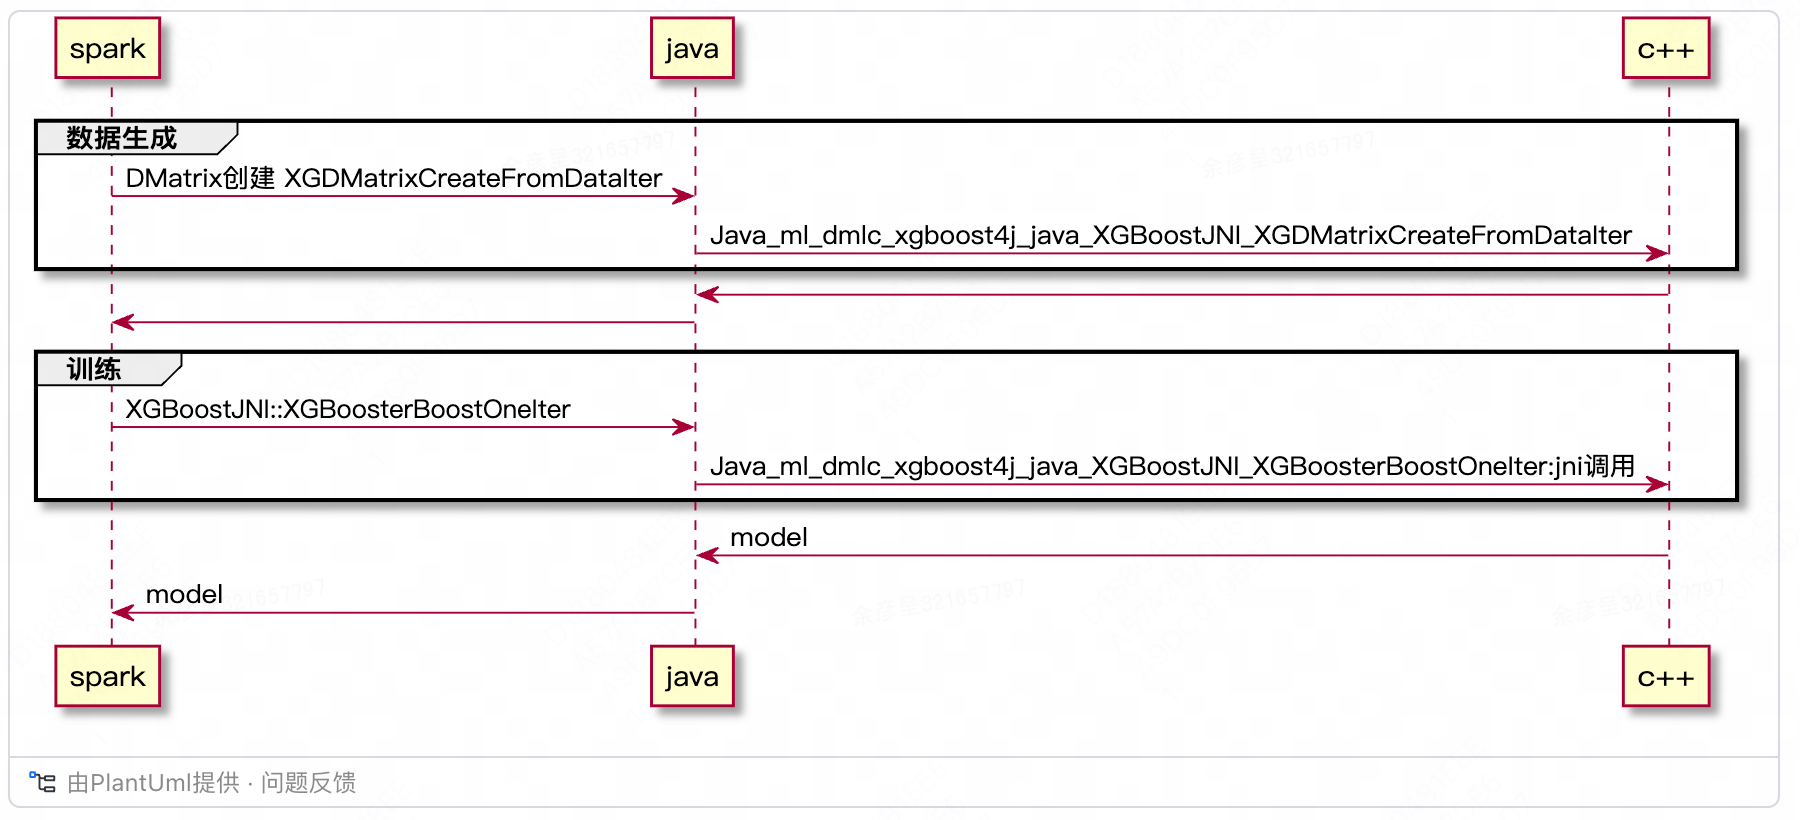 spark
java
c++
数据生成
DMatrix创建 XGDMatrixCreateFromDataIter
Java_ml_dmlc_xgboost4j_java_XGBoostJNI_XGDMatrixCreateFromDataIter
训练
XGBoostJNI::XGBoosterBoostOneIter
Java_ml_dmlc_xgboost4j_java_XGBoostJNI_XGBoosterBoostOneIter:jni调用
model
model
spark
java
c++
由PlantUml提供 · 问题反馈